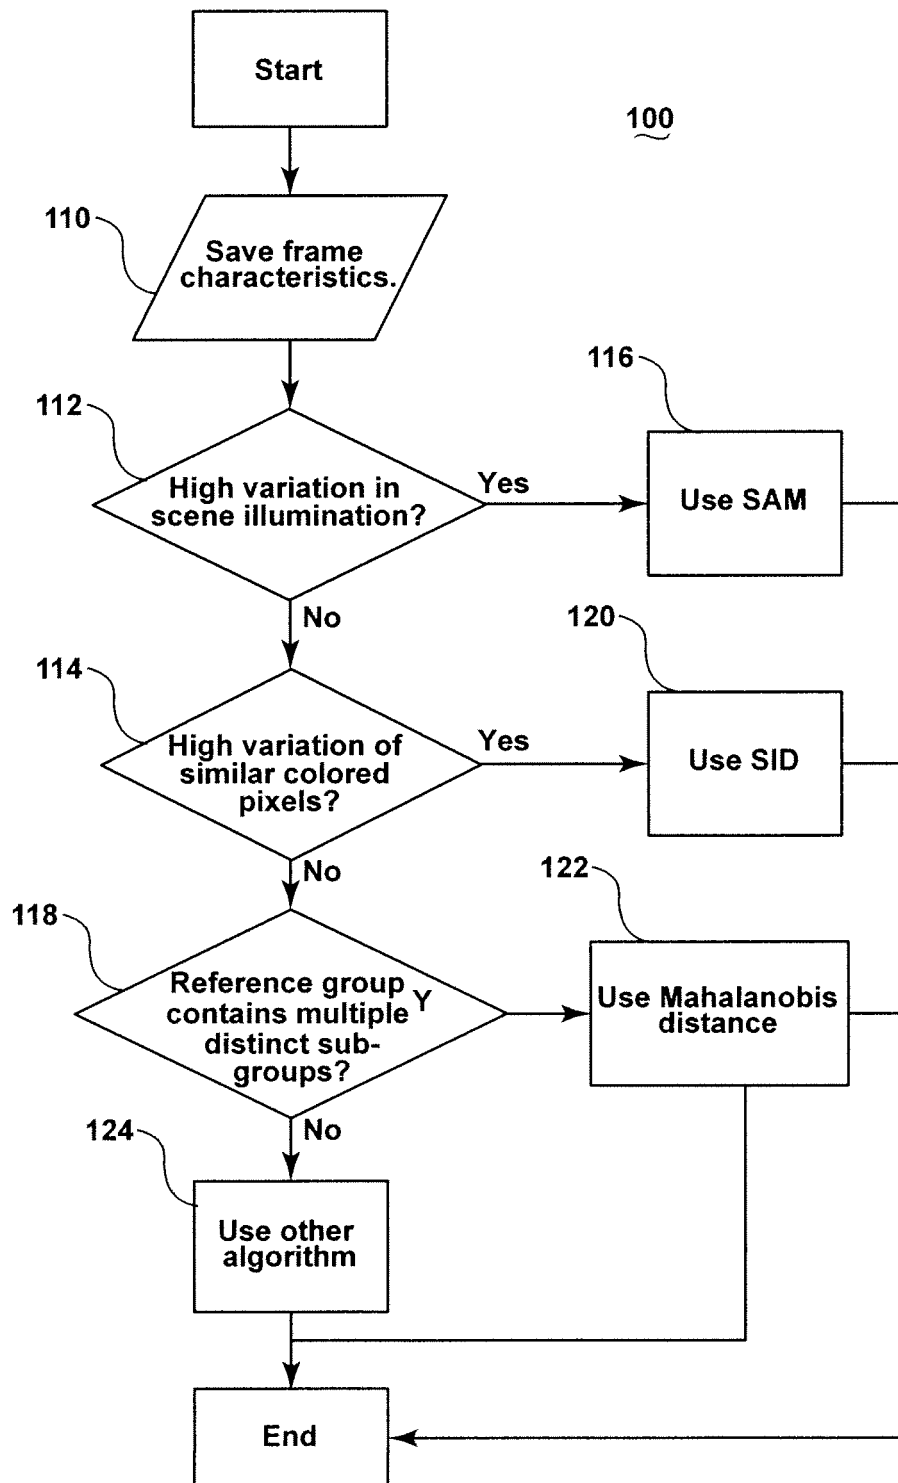 Start
100
110
Save frame
characteristics.
112
High variation in
scene illumination?
Yes
116
Use SAM
No
114
High variation of
similar colored
pixels?
Yes
120
Use SID
No
118
Reference group
contains multiple
distinct sub-
groups?
Y
122
Use Mahalanobis
distance
No
124
Use other
algorithm
End